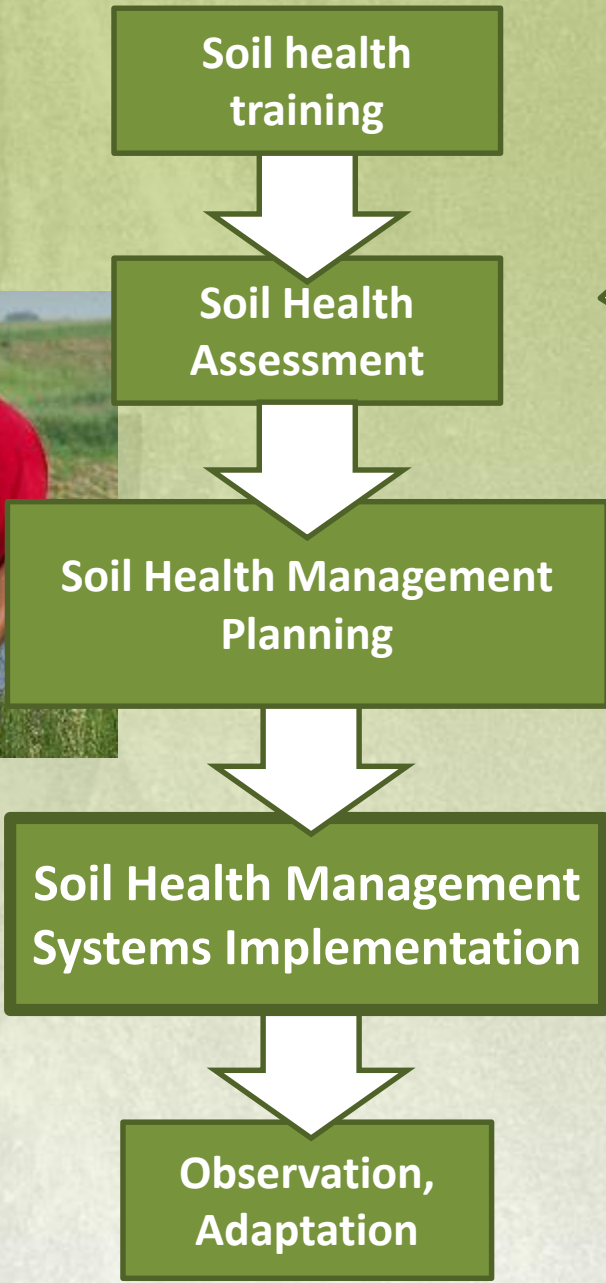 Soil health
training
Soil Health
Assessment
Soil Health Management
Planning
Soil Health Management
Systems Implementation
Observation,
Adaptation